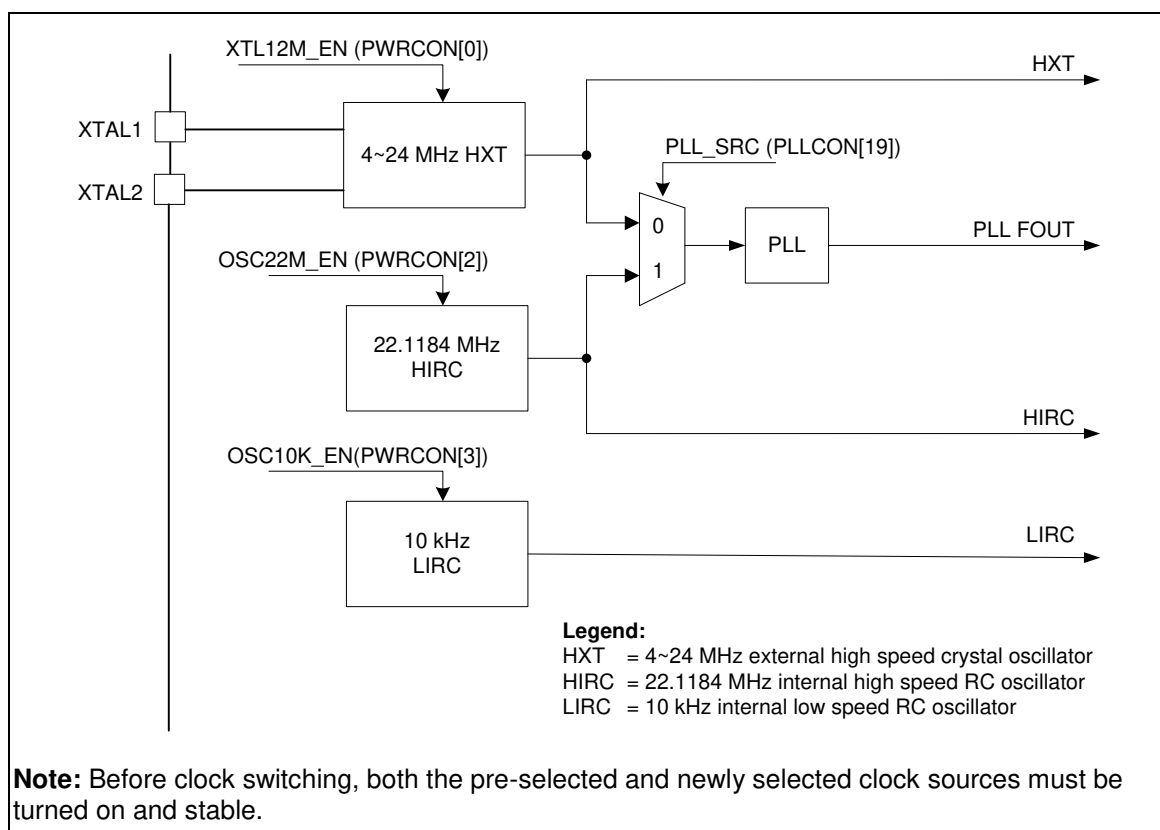 XTL12M_EN (PWRCON[0])
HXT
XTAL1
4~24 MHz HXT
PLL_SRC (PLLCON[19])
XTAL2
0
PLL
PLL FOUT
1
OSC22M_EN (PWRCON[2])
22.1184 MHz
HIRC
HIRC
OSC10K_EN(PWRCON[3])
10 kHz
LIRC
LIRC
Legend:
HXT = 4~24 MHz external high speed crystal oscillator
HIRC = 22.1184 MHz internal high speed RC oscillator
LIRC = 10 kHz internal low speed RC oscillator
Note: Before clock switching, both the pre-selected and newly selected clock sources must be
turned on and stable.